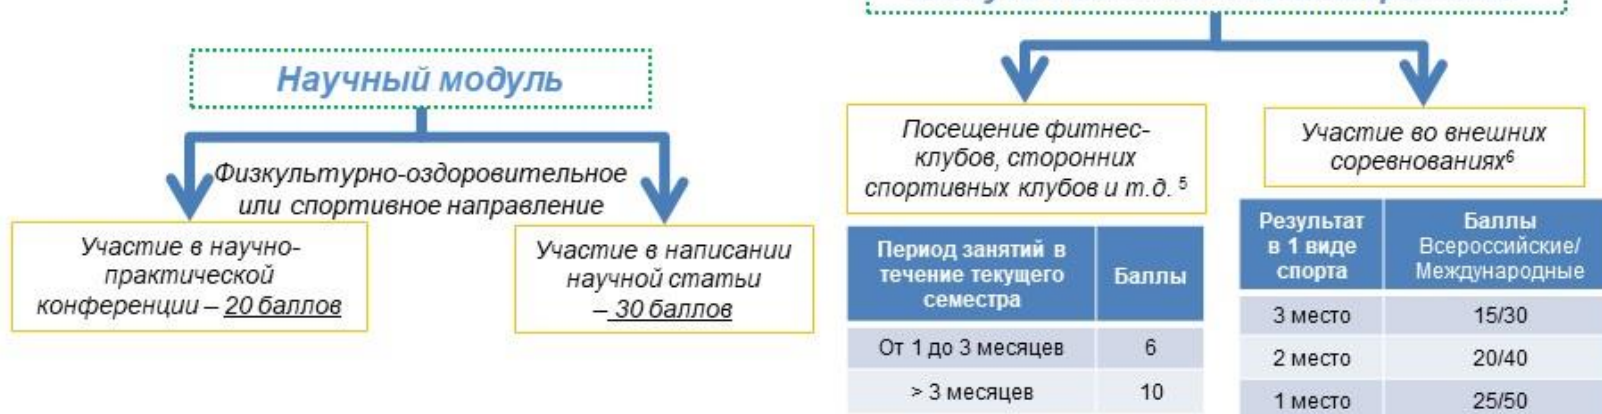 Научный модуль
Физкультурно-оздоровительное
или спортивное направление
Участие в научно-
практической
конференции – 20 баллов
Участие в написании
научной статьи
– 30 баллов
Посещение фитнес-
клубов, сторонних
спортивных клубов и т.д. 5
Период занятий в
течение текущего
семестра
Баллы
От 1 до 3 месяцев
6
> 3 месяцев
10
Участие во внешних
соревнованиях6
Результат
в 1 виде
спорта
Баллы
Всероссийские/
Международные
3 место
15/30
2 место
20/40
1 место
25/50